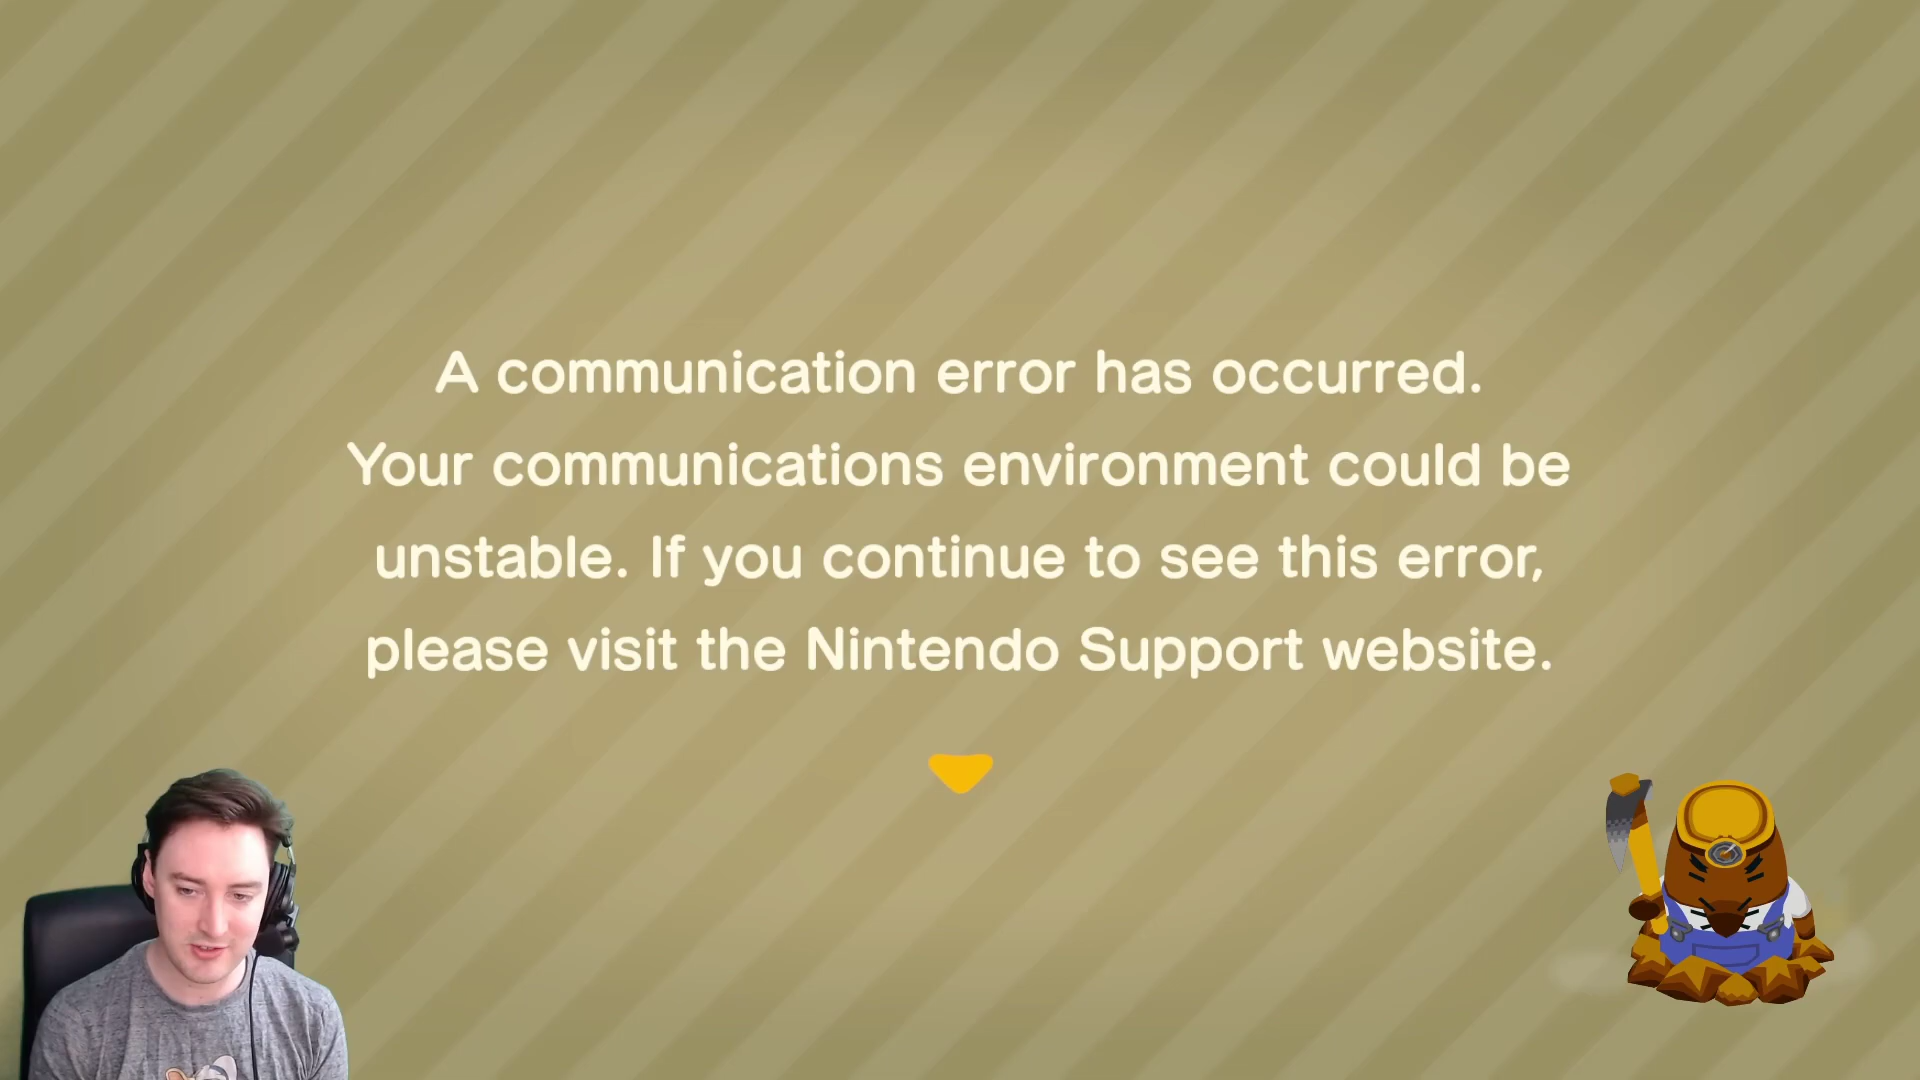 A communication error has occurred.
Your communications environment could be
unstable. If you continue to see this error,
please visit the Nintendo Support website.